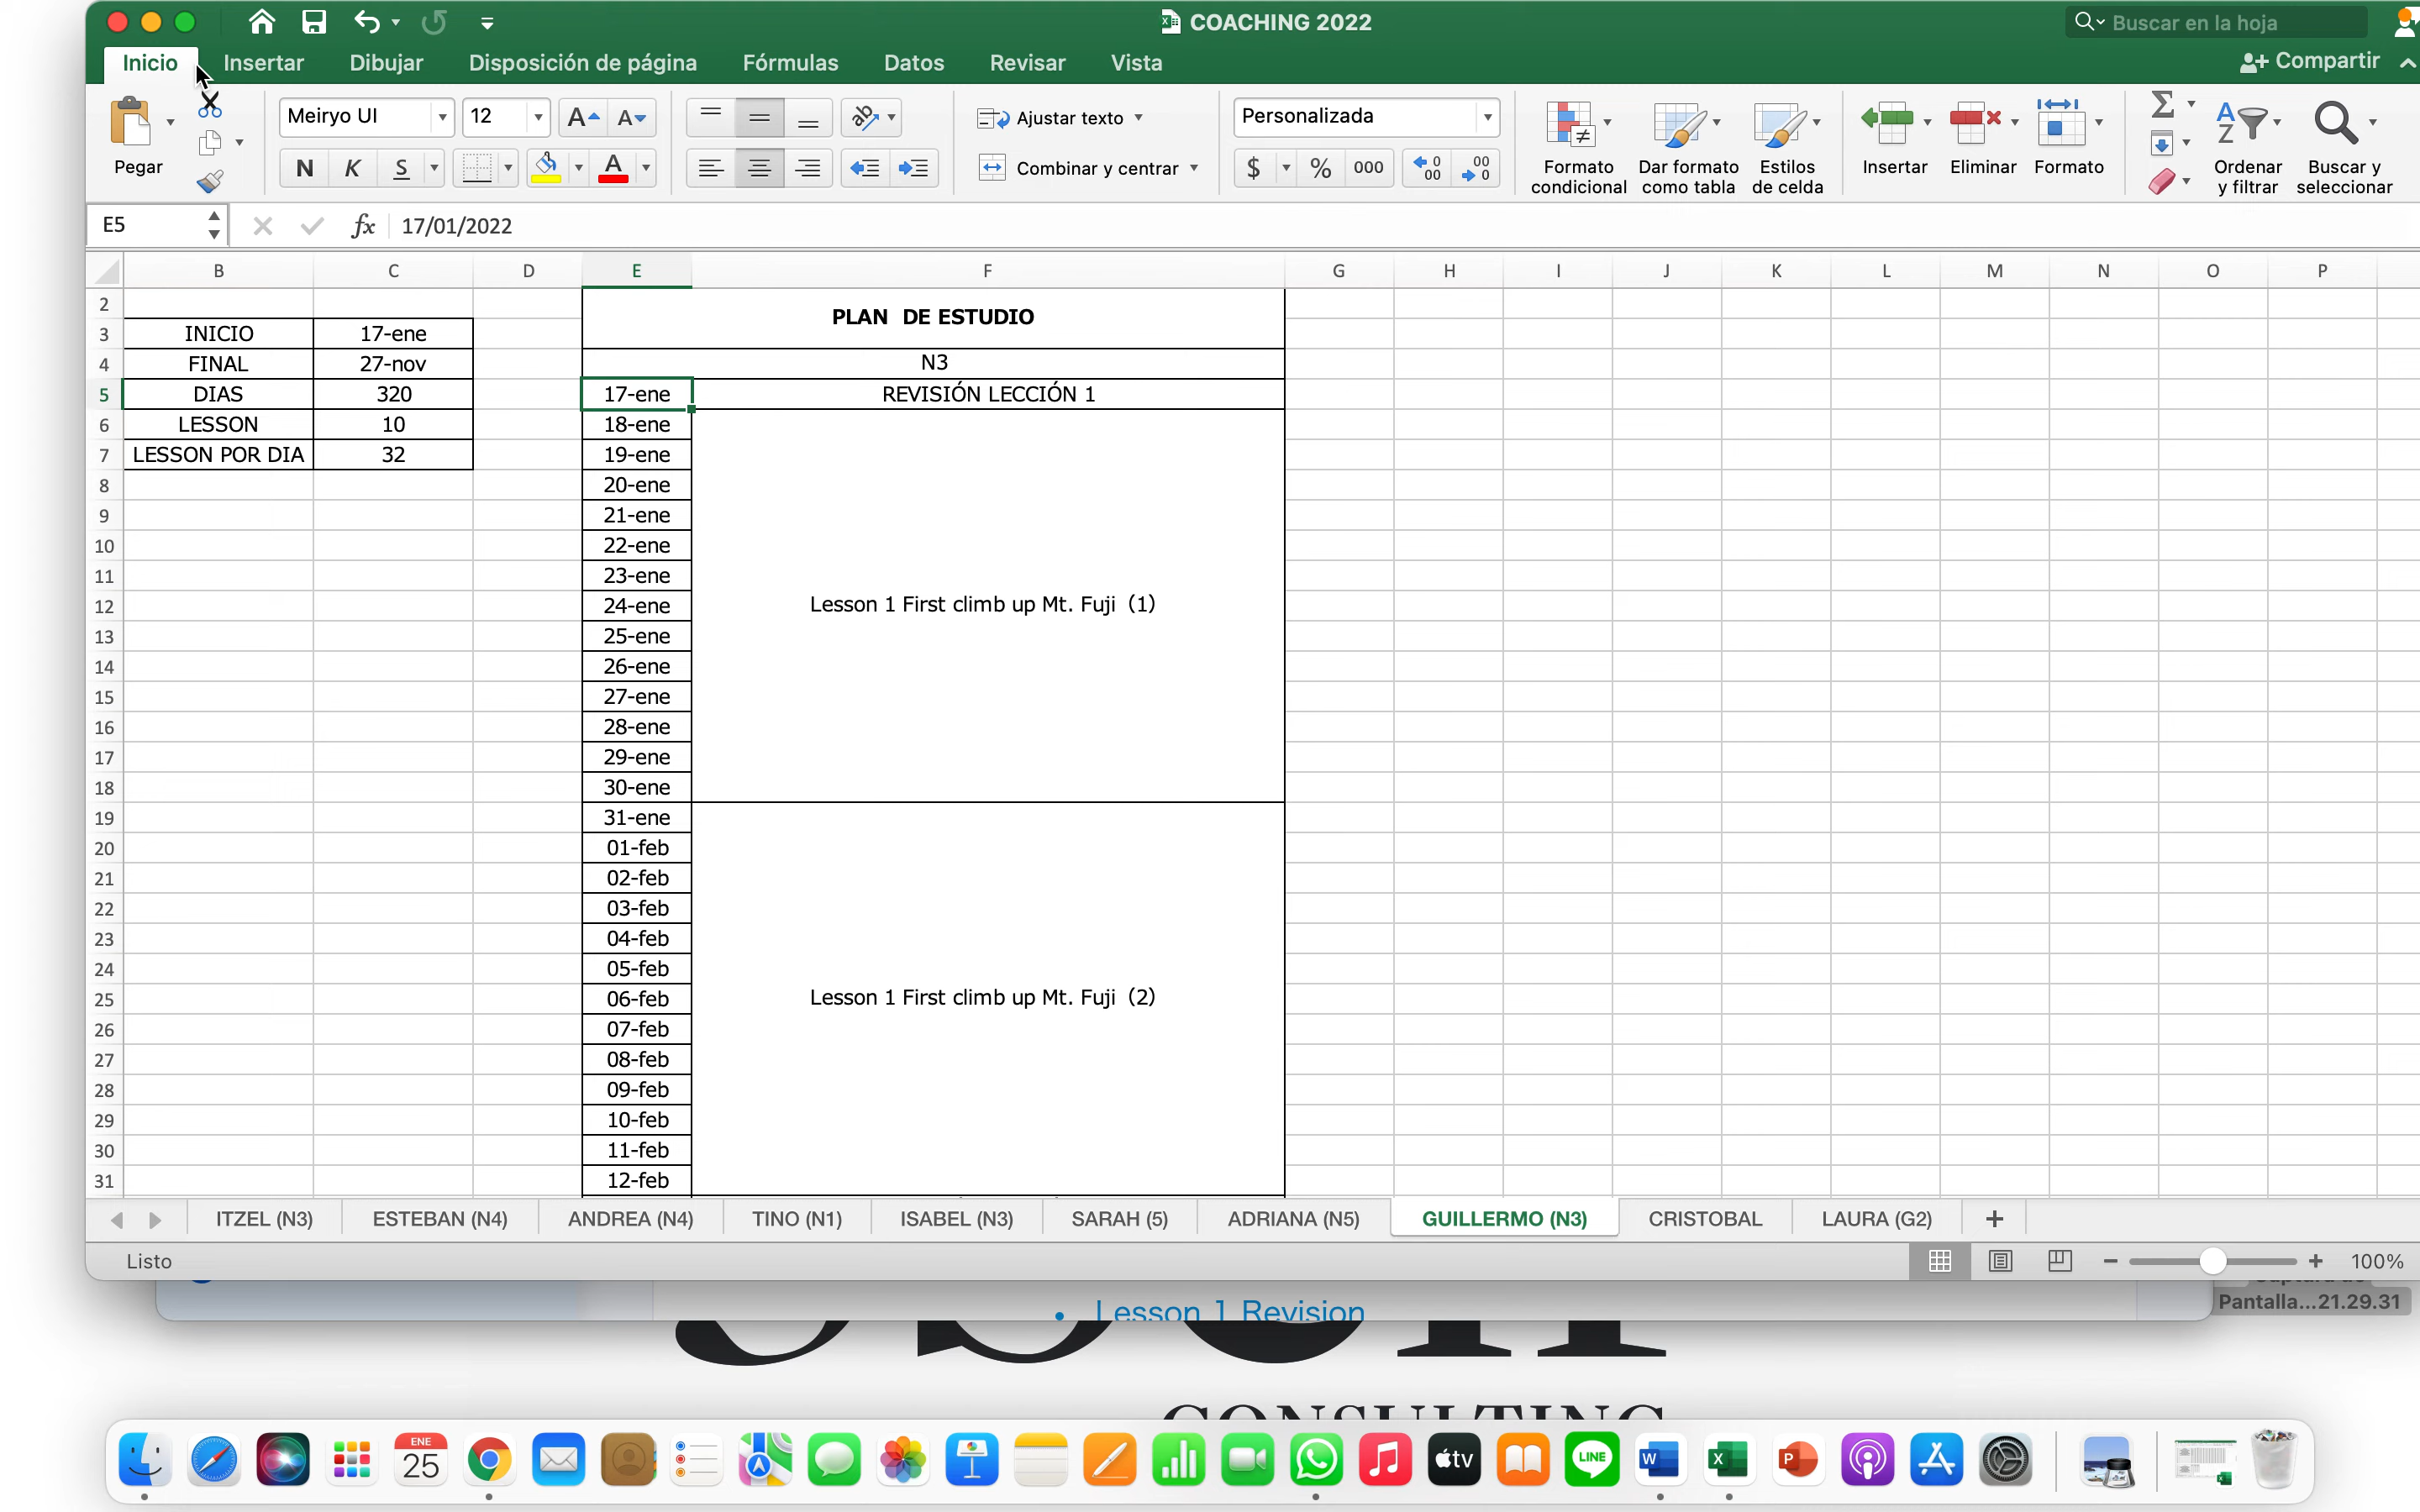 COACHING 2022
Buscar en la hoja
Inicio Insertar Dibujar Disposición de página Fórmulas Datos Revisar Vista Compartir
Meiryo UI 12 Ajustar texto Personalizada
Pegar N K S A Combinar y centrar $ % 000
Formato condicional
Dar formato como tabla
Estilos de celda
Insertar Eliminar Formato
Ordenar y filtrar
Buscar y seleccionar
E5 fx 17/01/2022
B C D E F G H I J K L M N O P
2 PLAN DE ESTUDIO
3 INICIO 17-ene
4 FINAL 27-nov N3
5 DIAS 320 17-ene REVISIÓN LECCIÓN 1
6 LESSON 10 18-ene
7 LESSON POR DIA 32 19-ene
8 20-ene
9 21-ene
10 22-ene
11 23-ene
12 24-ene Lesson 1 First climb up Mt. Fuji (1)
13 25-ene
14 26-ene
15 27-ene
16 28-ene
17 29-ene
18 30-ene
19 31-ene
20 01-feb
21 02-feb
22 03-feb
23 04-feb
24 05-feb
25 06-feb Lesson 1 First climb up Mt. Fuji (2)
26 07-feb
27 08-feb
28 09-feb
29 10-feb
30 11-feb
31 12-feb
ITZEL (N3) ESTEBAN (N4) ANDREA (N4) TINO (N1) ISABEL (N3) SARAH (5) ADRIANA (N5) GUILLERMO (N3) CRISTOBAL LAURA (G2) +
Listo 100%
• Lesson 1 Revision
Pantalla...21.29.31
CONSULTING
ENE
25
tv
LINE
W
X
P